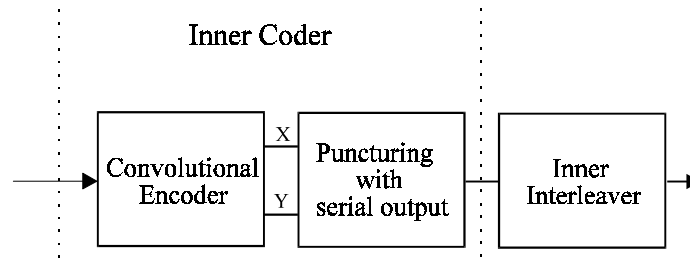 Inner Coder
Convolutional
Encoder
X
Y
Puncturing
with
serial output
Inner
Interleaver